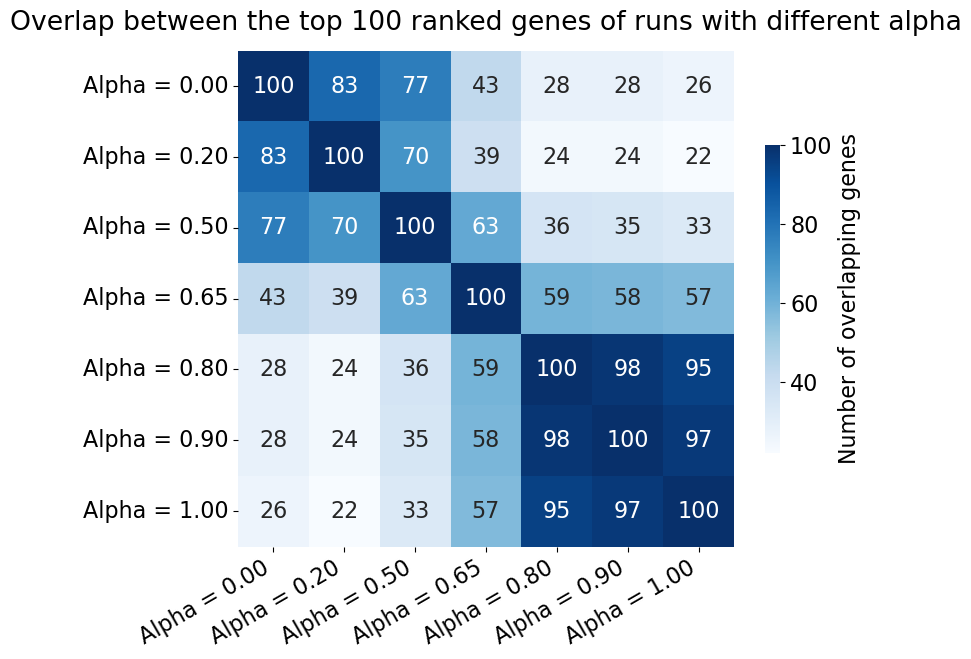 Overlap between the top 100 ranked genes of runs with different alpha
Alpha = 0.00 100 83 77 43 28 28 26
Alpha = 0.20 83 100 70 39 24 24 22
Alpha = 0.50 77 70 100 63 36 35 33
Alpha = 0.65 43 39 63 100 59 58 57
Alpha = 0.80 28 24 36 59 100 98 95
Alpha = 0.90 28 24 35 58 98 100 97
Alpha = 1.00 26 22 33 57 95 97 100
Alpha = 0.00
Alpha = 0.20
Alpha = 0.50
Alpha = 0.65
Alpha = 0.80
Alpha = 0.90
Alpha = 1.00
100
80
60
40
Number of overlapping genes